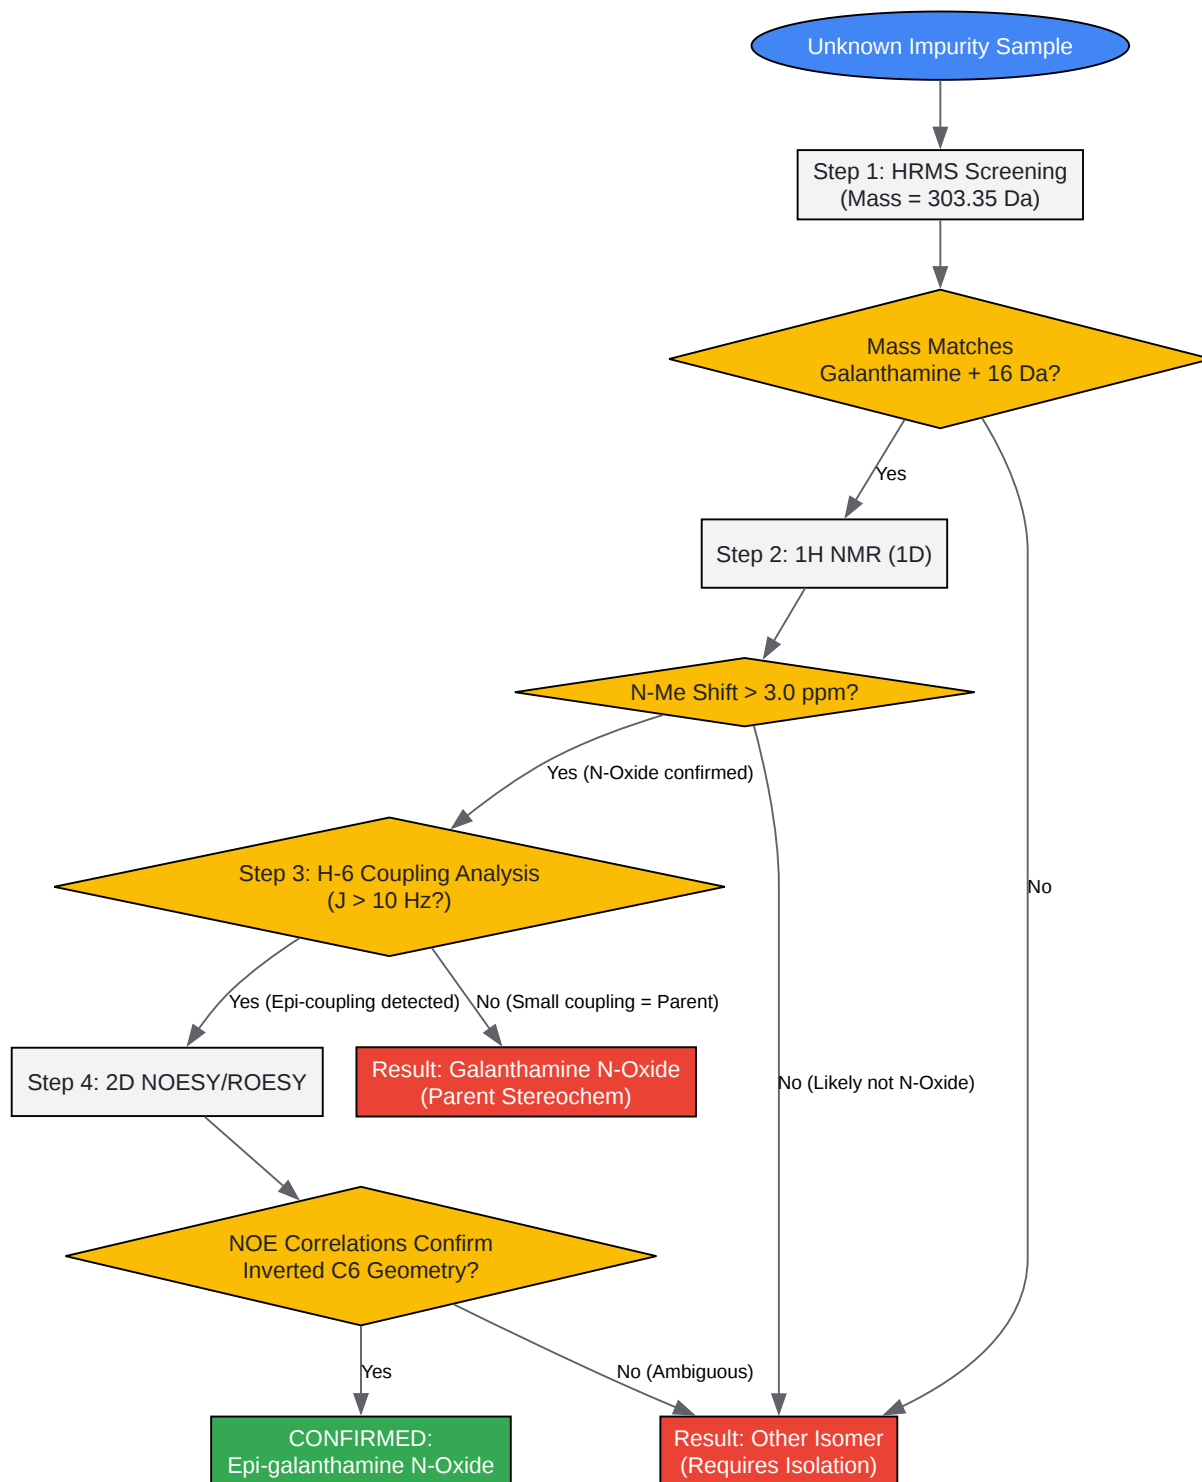 Unknown Impurity Sample
Step 1: HRMS Screening
(Mass = 303.35 Da)
Mass Matches
Galanthamine + 16 Da?
Yes
Step 2: 1H NMR (1D)
N-Me Shift > 3.0 ppm?
Yes (N-Oxide confirmed)
Step 3: H-6 Coupling Analysis
(J > 10 Hz?)
No
Yes (Epi-coupling detected)
No (Small coupling = Parent)
Step 4: 2D NOESY/ROESY
Result: Galanthamine N-Oxide
(Parent Stereochem)
No (Likely not N-Oxide)
NOE Correlations Confirm
Inverted C6 Geometry?
Yes
No (Ambiguous)
CONFIRMED:
Epi-galanthamine N-Oxide
Result: Other Isomer
(Requires Isolation)